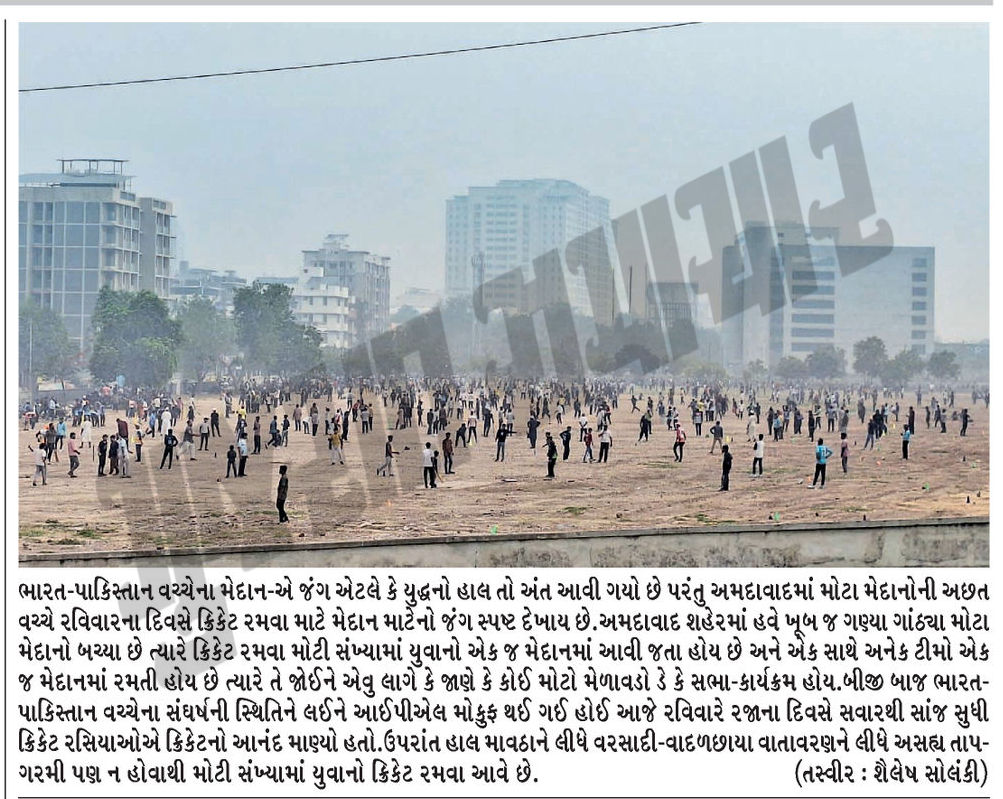 ગુજરાત સમાચાર
ભારત-પાકિસ્તાન વચ્ચેના મેદાન-એ જંગ એટલે કે યુદ્ધનો હાલ તો અંત આવી ગયો છે પરંતુ અમદાવાદમાં મોટા મેદાનોની અછત
વચ્ચે રવિવારના દિવસે ક્રિકેટ રમવા માટે મેદાન માટેનો જંગ સ્પષ્ટ દેખાય છે.અમદાવાદ શહેરમાં હવે ખૂબ જ ગણ્યા ગાંઠ્યા મોટા
મેદાનો બચ્યા છે ત્યારે ક્રિકેટ રમવા મોટી સંખ્યામાં યુવાનો એક જ મેદાનમાં આવી જતા હોય છે અને એક સાથે અનેક ટીમો એક
જ મેદાનમાં રમતી હોય છે ત્યારે તે જોઈને એવુ લાગે કે જાણે કે કોઈ મોટો મેળાવડો ડે કે સભા-કાર્યક્રમ હોય.બીજી બાજ ભારત-
પાકિસ્તાન વચ્ચેના સંઘર્ષની સ્થિતિને લઈને આઈપીએલ મોકુફ થઈ ગઈ હોઈ આજે રવિવારે રજાના દિવસે સવારથી સાંજ સુધી
ક્રિકેટ રસિયાઓએ ક્રિકેટનો આનંદ માણ્યો હતો.ઉપરાંત હાલ માવઠાને લીધે વરસાદી-વાદળછાયા વાતાવરણને લીધે અસહ્ય તાપ-
ગરમી પણ ન હોવાથી મોટી સંખ્યામાં યુવાનો ક્રિકેટ રમવા આવે છે. (તસ્વીર : શૈલેષ સોલંકી)